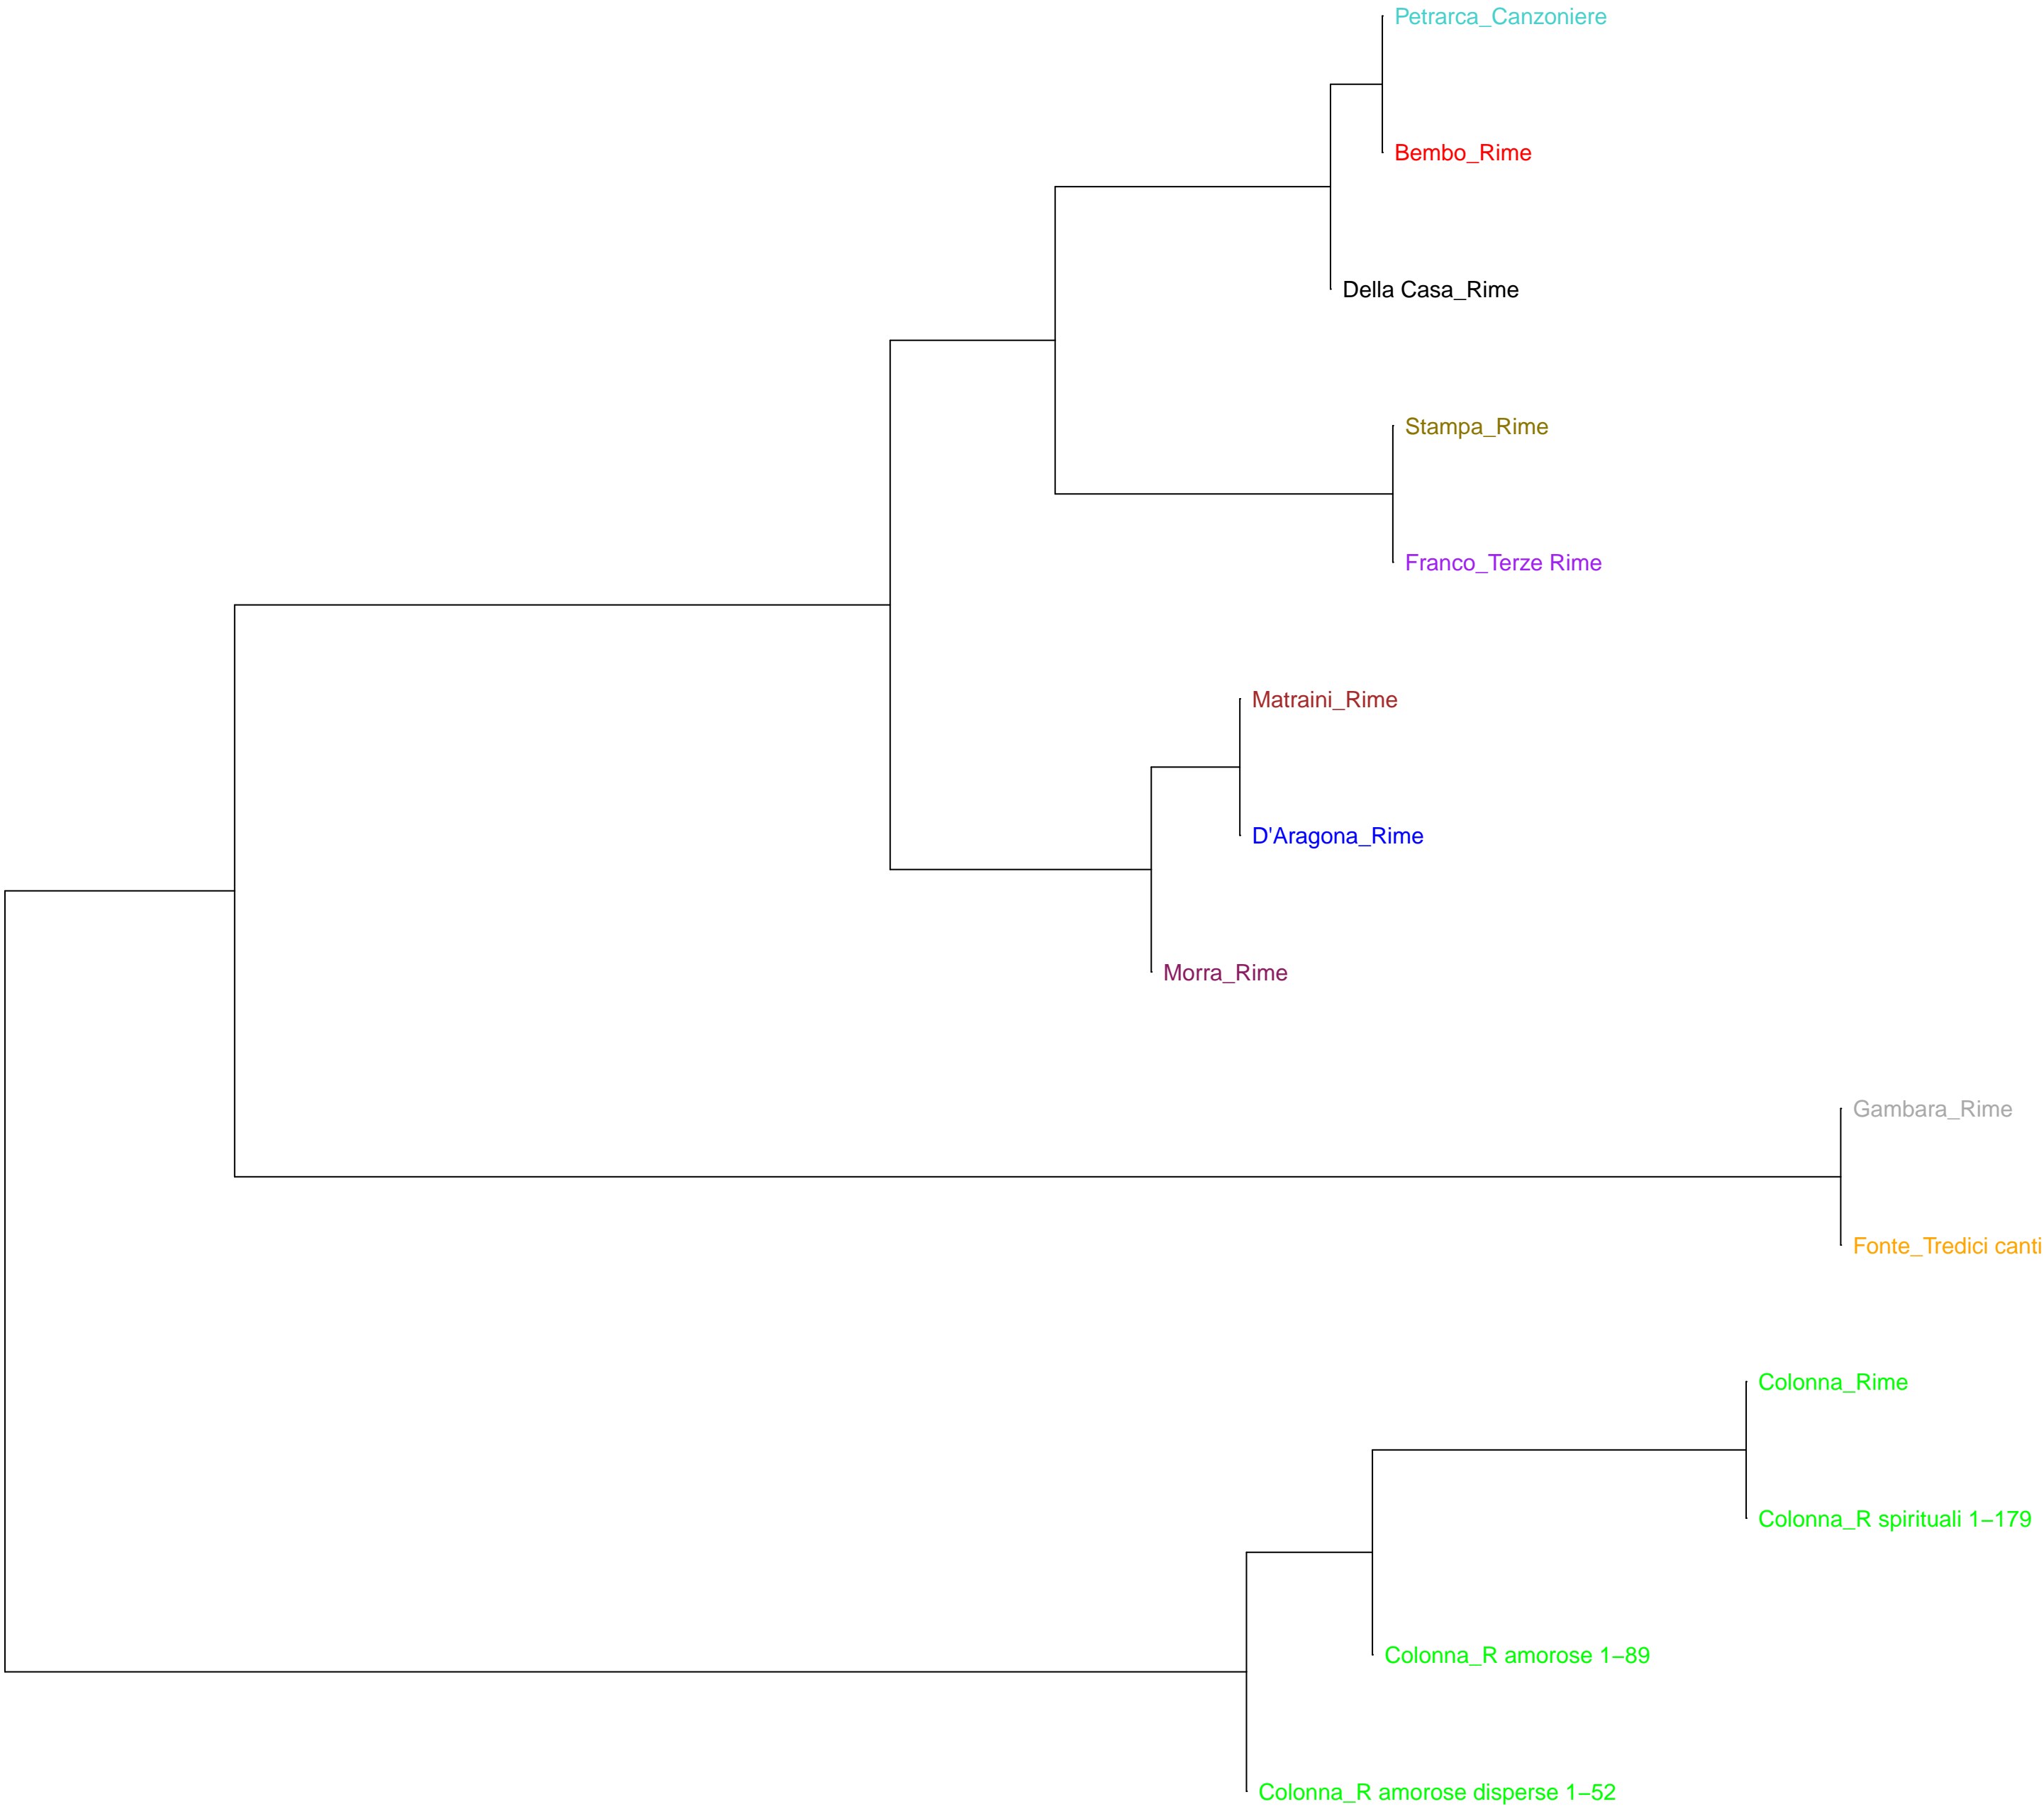 Petrarca_Canzoniere
Bembo_Rime
Della Casa_Rime
Stampa_Rime
Franco_Terze Rime
Matraini_Rime
D'Aragona_Rime
Morra_Rime
Gambara_Rime
Fonte_Tredici canti
Colonna_Rime
Colonna_R spirituali 1–179
Colonna_R amorose 1–89
Colonna_R amorose disperse 1–52